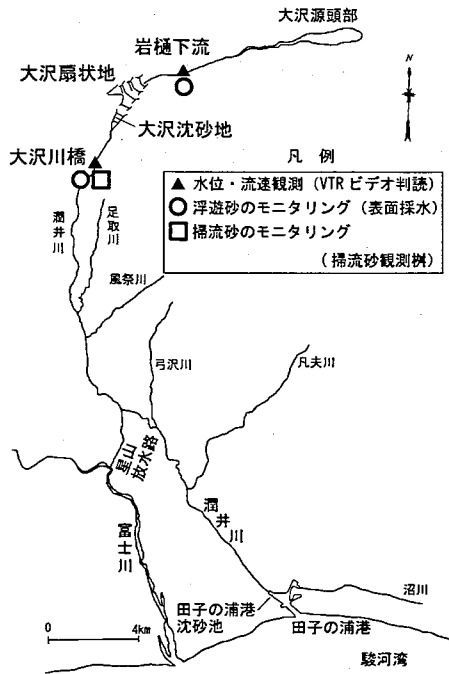 大沢源頭部
岩樋下流
大沢扇状地
N
大沢沈砂地
大沢川橋
凡 例
▲ 水位・流速観測 (VTR ビデオ判読)
○ 浮遊砂のモニタリング (表面採水)
□ 掃流砂のモニタリング
(掃流砂観測桝)
潤井川
足取川
風祭川
弓沢川
凡夫川
星山
放水路
潤井川
富士川
沼川
田子の浦港
沈砂池
田子の浦港
0 4km
駿河湾